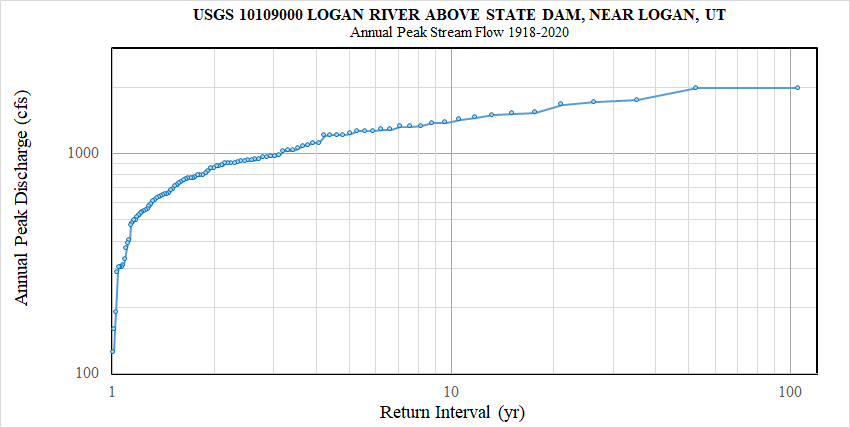 USGS 10109000 LOGAN RIVER ABOVE STATE DAM, NEAR LOGAN, UT
Annual Peak Stream Flow 1918-2020
Annual Peak Discharge (cfs)
1000
100
1 10 100
Return Interval (yr)